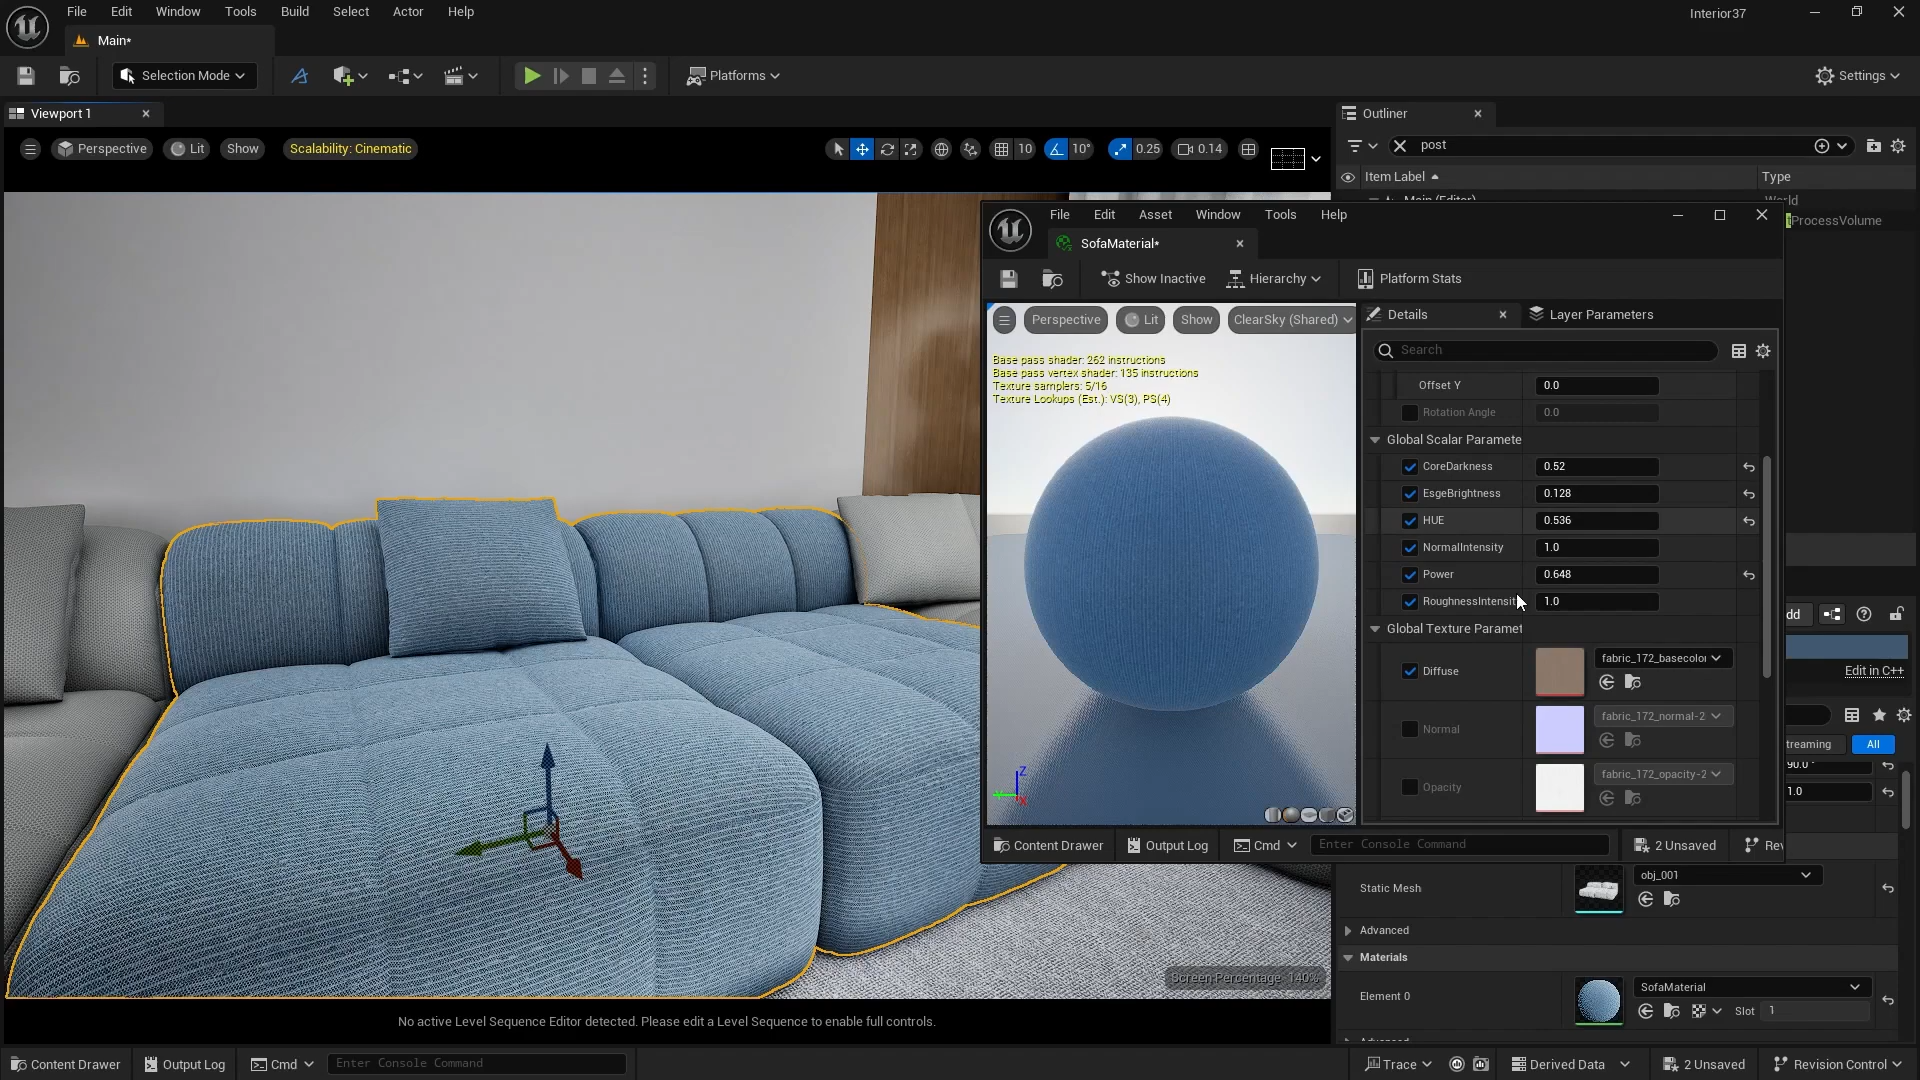 File Edit Window Tools Build Select Actor Help
Interior37
Main*
Selection Mode
Platforms
Settings
Viewport 1
Perspective Lit Show Scalability: Cinematic
10 10° 0.25 0.14
Outliner
post
Item Label Type
Main (Editor) World
ProcessVolume
File Edit Asset Window Tools Help
SofaMaterial*
Show Inactive Hierarchy Platform Stats
Perspective Lit Show ClearSky (Shared)
Base pass shader: 262 instructions
Base pass vertex shader: 135 instructions
Texture samplers: 5/16
Texture Lookups (Est.): VS(3), PS(4)
Z
Y
X
Details Layer Parameters
Search
Offset Y 0.0
Rotation Angle 0.0
Global Scalar Paramete
CoreDarkness 0.52
EsgeBrightness 0.128
HUE 0.536
NormalIntensity 1.0
Power 0.648
RoughnessIntensit 1.0
Global Texture Paramet
Diffuse fabric_172_basecolor
Normal fabric_172_normal-2
Opacity fabric_172_opacity-2
Content Drawer Output Log Cmd Enter Console Command 2 Unsaved Rev
dd
Edit in C++
treaming All
90.0°
1.0
Static Mesh obj_001
Advanced
Materials
Element 0 SofaMaterial
Slot 1
Screen Percentage 140%
No active Level Sequence Editor detected. Please edit a Level Sequence to enable full controls.
Content Drawer Output Log Cmd Enter Console Command
Trace Derived Data 2 Unsaved Revision Control